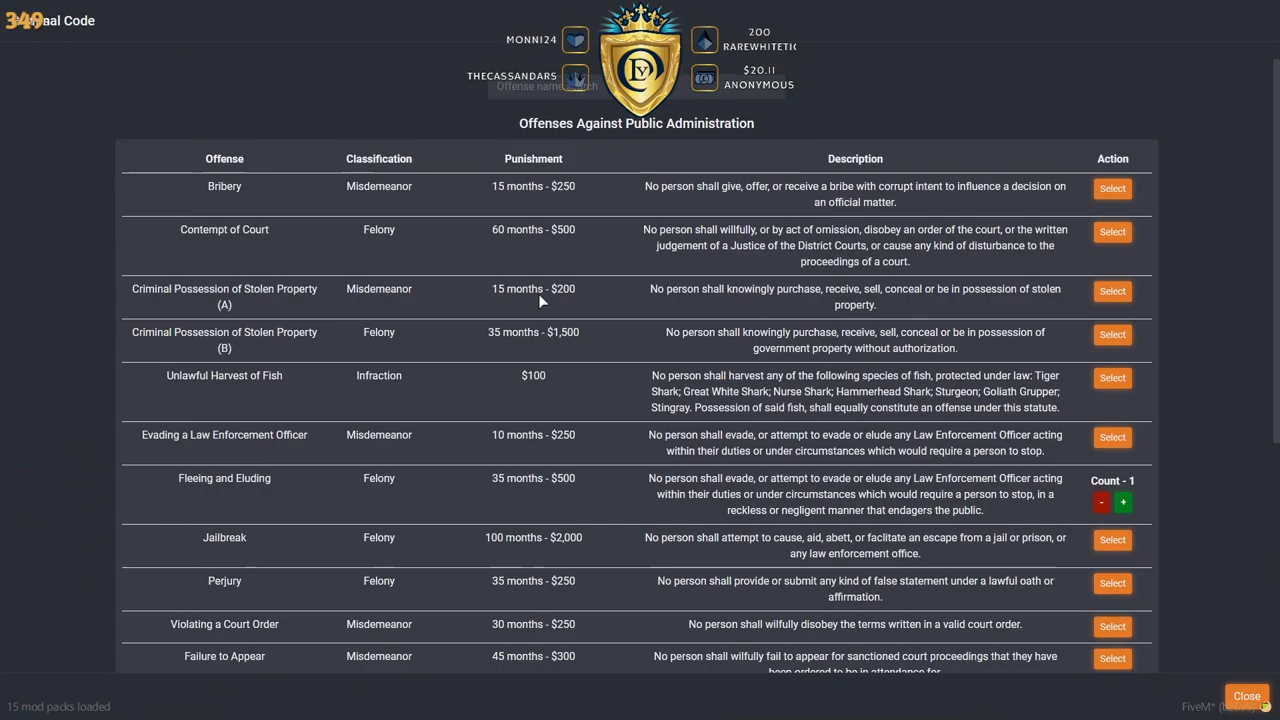 349
nal Code
MONNI24
200
RAREWHITETI
THECASSANDARS
$20.11
ANONYMOUS
Offense name
Offenses Against Public Administration
Offense Classification Punishment Description Action
Bribery Misdemeanor 15 months - $250 No person shall give, offer, or receive a bribe with corrupt intent to influence a decision on Select
an official matter.
Contempt of Court Felony 60 months - $500 No person shall willfully, or by act of omission, disobey an order of the court, or the written Select
judgement of a Justice of the District Courts, or cause any kind of disturbance to the
proceedings of a court.
Criminal Possession of Stolen Property Misdemeanor 15 months - $200 No person shall knowingly purchase, receive, sell, conceal or be in possession of stolen Select
(A) property.
Criminal Possession of Stolen Property Felony 35 months - $1,500 No person shall knowingly purchase, receive, sell, conceal or be in possession of Select
(B) government property without authorization.
Unlawful Harvest of Fish Infraction $100 No person shall harvest any of the following species of fish, protected under law: Tiger Select
Shark; Great White Shark; Nurse Shark; Hammerhead Shark; Sturgeon; Goliath Grupper;
Stingray. Possession of said fish, shall equally constitute an offense under this statute.
Evading a Law Enforcement Officer Misdemeanor 10 months - $250 No person shall evade, or attempt to evade or elude any Law Enforcement Officer acting Select
within their duties or under circumstances which would require a person to stop.
Fleeing and Eluding Felony 35 months - $500 No person shall evade, or attempt to evade or elude any Law Enforcement Officer acting Count - 1
within their duties or under circumstances which would require a person to stop, in a - +
reckless or negligent manner that endagers the public.
Jailbreak Felony 100 months - $2,000 No person shall attempt to cause, aid, abett, or faclitate an escape from a jail or prison, or Select
any law enforcement office.
Perjury Felony 35 months - $250 No person shall provide or submit any kind of false statement under a lawful oath or Select
affirmation.
Violating a Court Order Misdemeanor 30 months - $250 No person shall wilfully disobey the terms written in a valid court order. Select
Failure to Appear Misdemeanor 45 months - $300 No person shall wilfully fail to appear for sanctioned court proceedings that they have Select
been ordered to be in attendance for.
Close
15 mod packs loaded
FiveM*